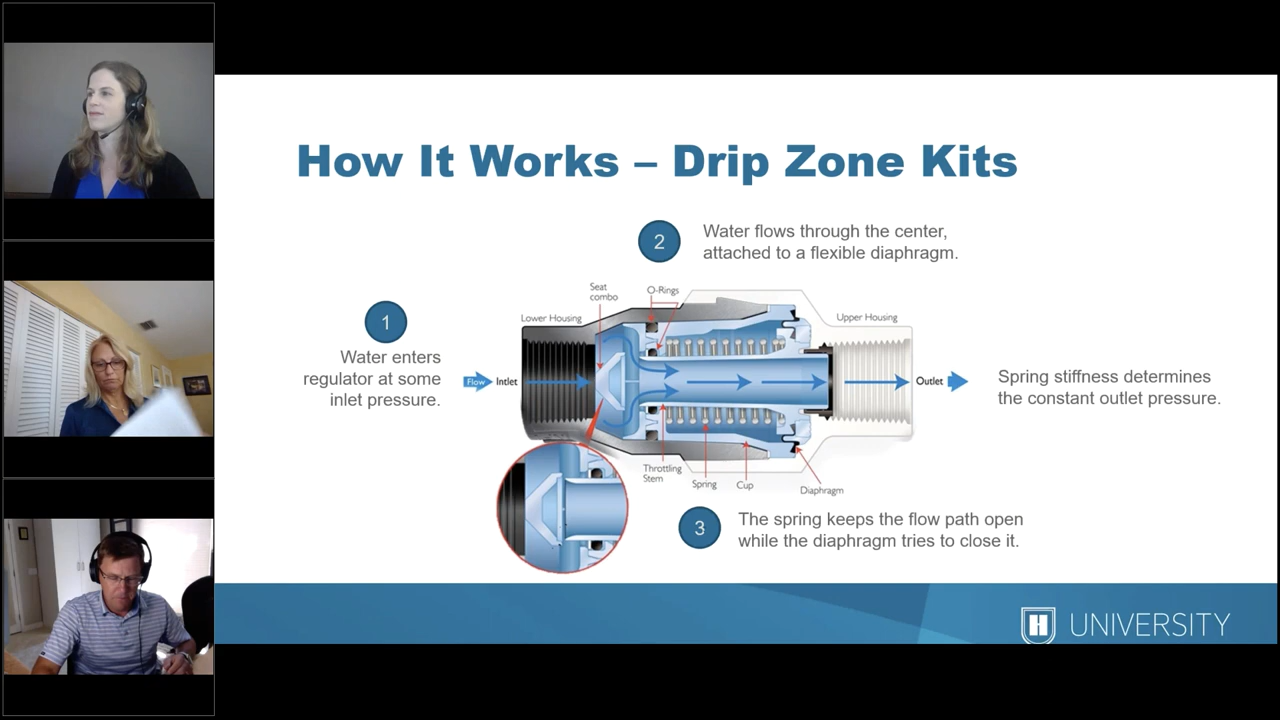 How It Works – Drip Zone Kits
2
Water flows through the center,
attached to a flexible diaphragm.
1
Water enters
regulator at some
inlet pressure.
Seat
combo
O-Rings
Lower Housing
Upper Housing
Flow
Intlet
Outlet
Spring stiffness determines
the constant outlet pressure.
Throttling
Stem
Spring
Cup
Diaphragm
3
The spring keeps the flow path open
while the diaphragm tries to close it.
H UNIVERSITY